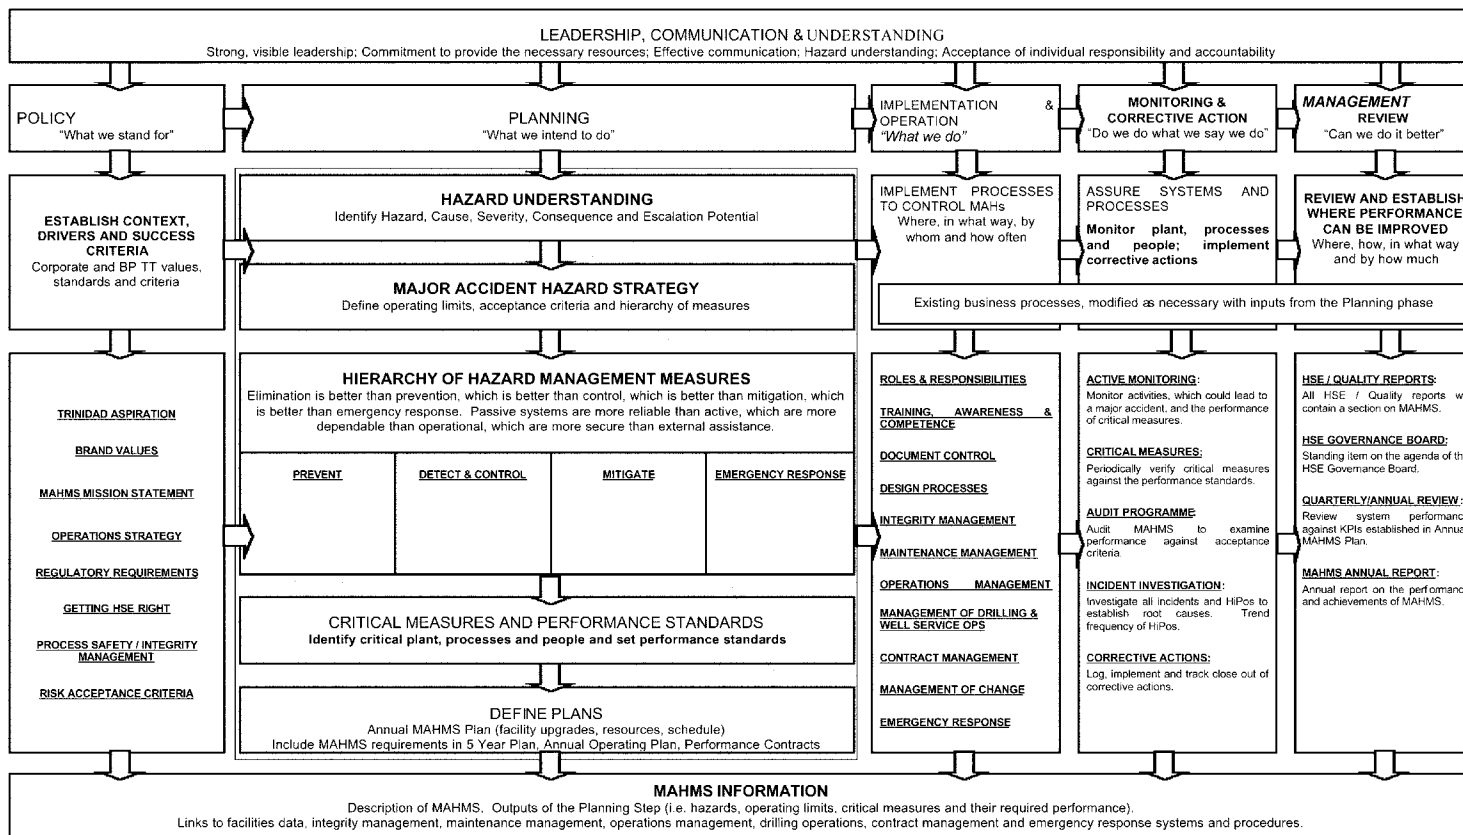 LEADERSHIP, COMMUNICATION & UNDERSTANDING
Strong, visible leadership; Commitment to provide the necessary resources; Effective communication; Hazard understanding; Acceptance of individual responsibility and accountability
POLICY
"What we stand for"
PLANNING
"What we intend to do"
IMPLEMENTATION &
OPERATION
"What we do"
MONITORING &
CORRECTIVE ACTION
"Do we do what we say we do"
MANAGEMENT
REVIEW
"Can we do it better"
ESTABLISH CONTEXT,
DRIVERS AND SUCCESS
CRITERIA
Corporate and BP TT values,
standards and criteria
HAZARD UNDERSTANDING
Identify Hazard, Cause, Severity, Consequence and Escalation Potential
MAJOR ACCIDENT HAZARD STRATEGY
Define operating limits, acceptance criteria and hierarchy of measures
IMPLEMENT PROCESSES
TO CONTROL MAHs
Where, in what way, by
whom and how often
ASSURE SYSTEMS AND
PROCESSES
Monitor plant, processes
and people; implement
corrective actions
REVIEW AND ESTABLISH
WHERE PERFORMANCE
CAN BE IMPROVED
Where, how, in what way
and by how much
Existing business processes, modified as necessary with inputs from the Planning phase
TRINIDAD ASPIRATION
BRAND VALUES
MAHMS MISSION STATEMENT
OPERATIONS STRATEGY
REGULATORY REQUIREMENTS
GETTING HSE RIGHT
PROCESS SAFETY / INTEGRITY
MANAGEMENT
RISK ACCEPTANCE CRITERIA
HIERARCHY OF HAZARD MANAGEMENT MEASURES
Elimination is better than prevention, which is better than control, which is better than mitigation, which
is better than emergency response. Passive systems are more reliable than active, which are more
dependable than operational, which are more secure than external assistance.
PREVENT
DETECT & CONTROL
MITIGATE
EMERGENCY RESPONSE
CRITICAL MEASURES AND PERFORMANCE STANDARDS
Identify critical plant, processes and people and set performance standards
DEFINE PLANS
Annual MAHMS Plan (facility upgrades, resources, schedule)
Include MAHMS requirements in 5 Year Plan, Annual Operating Plan, Performance Contracts
ROLES & RESPONSIBILITIES
TRAINING, AWARENESS &
COMPETENCE
DOCUMENT CONTROL
DESIGN PROCESSES
INTEGRITY MANAGEMENT
MAINTENANCE MANAGEMENT
OPERATIONS MANAGEMENT
MANAGEMENT OF DRILLING &
WELL SERVICE OPS
CONTRACT MANAGEMENT
MANAGEMENT OF CHANGE
EMERGENCY RESPONSE
ACTIVE MONITORING:
Monitor activities, which could lead to
a major accident, and the performance
of critical measures.
CRITICAL MEASURES:
Periodically verify critical measures
against the performance standards.
AUDIT PROGRAMME:
Audit MAHMS to examine
performance against acceptance
criteria.
INCIDENT INVESTIGATION:
Investigate all incidents and HiPos to
establish root causes. Trend
frequency of HiPos.
CORRECTIVE ACTIONS:
Log, implement and track close out of
corrective actions.
HSE / QUALITY REPORTS:
All HSE / Quality reports w
contain a section on MAHMS.
HSE GOVERNANCE BOARD:
Standing item on the agenda of th
HSE Governance Board.
QUARTERLY/ANNUAL REVIEW:
Review system performanc
against KPIs established in Annua
MAHMS Plan.
MAHMS ANNUAL REPORT:
Annual report on the performanc
and achievements of MAHMS.
MAHMS INFORMATION
Description of MAHMS. Outputs of the Planning Step (i.e. hazards, operating limits, critical measures and their required performance).
Links to facilities data, integrity management, maintenance management, operations management, drilling operations, contract management and emergency response systems and procedures.